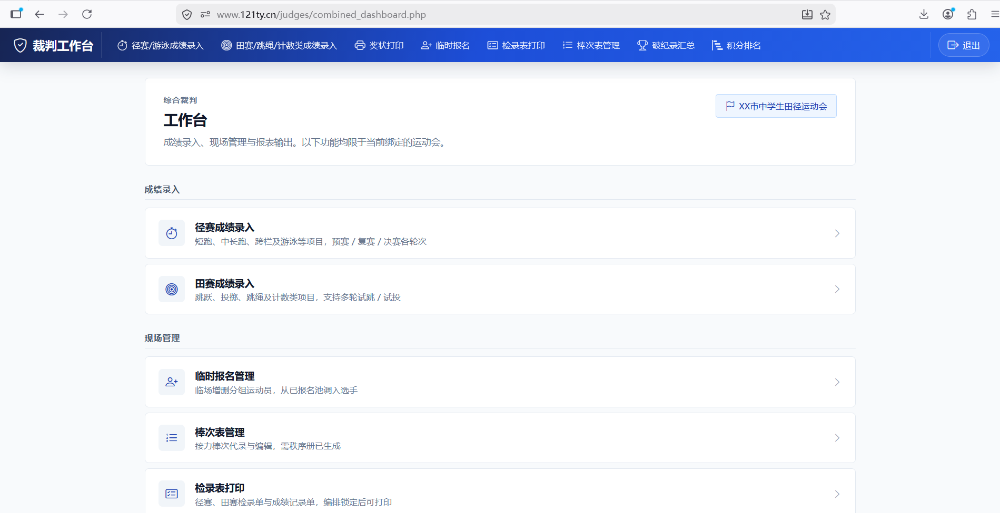 www.121ty.cn/judges/combined_dashboard.php
裁判工作台 径赛/游泳成绩录入 田赛/跳绳/计数类成绩录入 奖状打印 临时报名 检录表打印 棒次表管理 破纪录汇总 积分排名 退出
综合裁判
工作台
XX市中学生田径运动会
成绩录入、现场管理与报表输出。以下功能均限于当前绑定的运动会。
成绩录入
径赛成绩录入
短跑、中长跑、跨栏及游泳等项目，预赛 / 复赛 / 决赛各轮次
田赛成绩录入
跳跃、投掷、跳绳及计数类项目，支持多轮试跳 / 试投
现场管理
临时报名管理
临场增删分组运动员，从已报名池调入选手
棒次表管理
接力棒次代录与编辑，需秩序册已生成
检录表打印
径赛、田赛检录单与成绩记录单，编排锁定后可打印